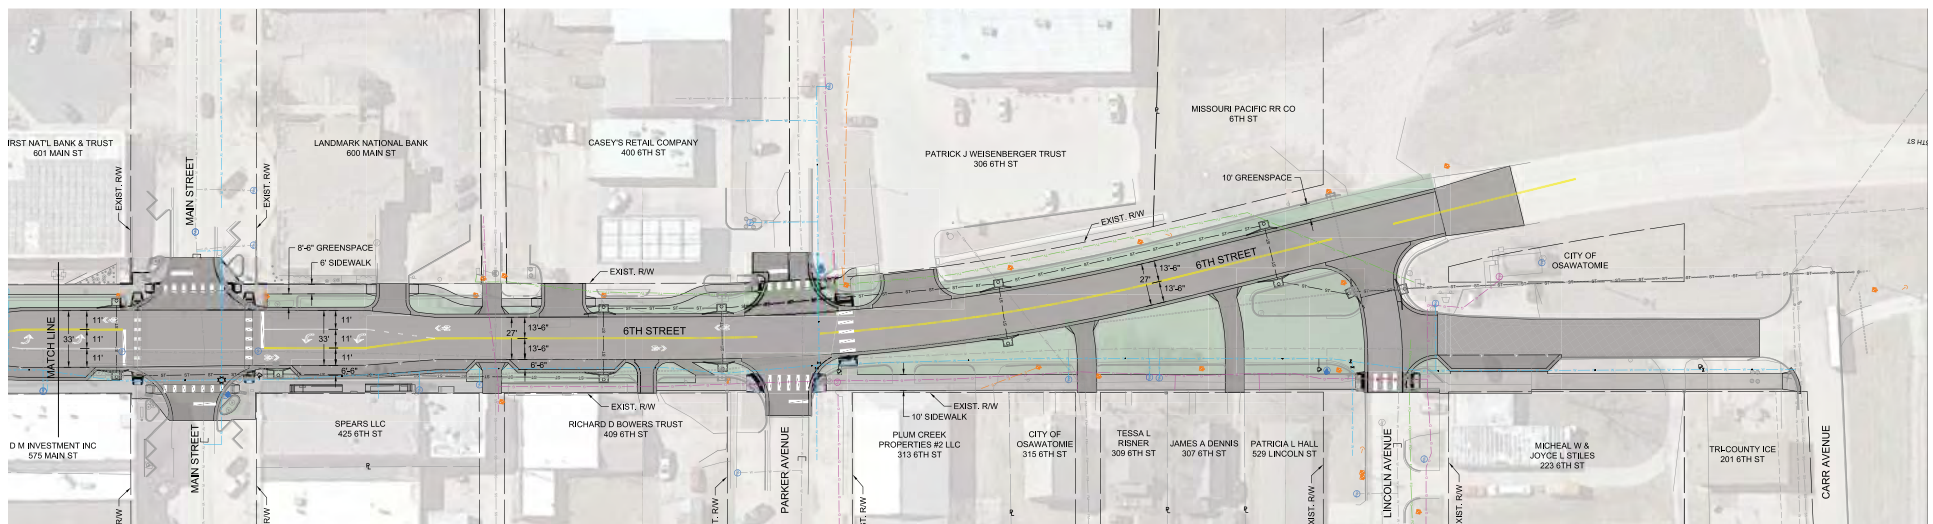 IRST NAT'L BANK & TRUST
601 MAIN ST
EXIST. R/W
MAIN STREET
EXIST. R/W
LANDMARK NATIONAL BANK
600 MAIN ST
CASEY'S RETAIL COMPANY
400 6TH ST
PATRICK J WEISENBERGER TRUST
306 6TH ST
MISSOURI PACIFIC RR CO
6TH ST
10' GREENSPACE
EXIST. R/W
8'-6" GREENSPACE
6' SIDEWALK
EXIST. R/W
6TH STREET
CITY OF
OSAWATOMIE
MATCH LINE
33'
11'
11'
11'
33'
11'
11'
11'
6'-6"
27'
13'-6"
13'-6"
6'-6"
6TH STREET
27'
13'-6"
13'-6"
EXIST. R/W
EXIST. R/W
10' SIDEWALK
D M INVESTMENT INC
575 MAIN ST
MAIN STREET
SPEARS LLC
425 6TH ST
RICHARD D BOWERS TRUST
409 6TH ST
PARKER AVENUE
PLUM CREEK
PROPERTIES #2 LLC
313 6TH ST
CITY OF
OSAWATOMIE
315 6TH ST
TESSA L
RISNER
309 6TH ST
JAMES A DENNIS
307 6TH ST
PATRICIA L HALL
529 LINCOLN ST
EXIST. R/W
LINCOLN AVENUE
EXIST. R/W
MICHEAL W &
JOYCE L STILES
223 6TH ST
TRI-COUNTY ICE
201 6TH ST
CARR AVENUE